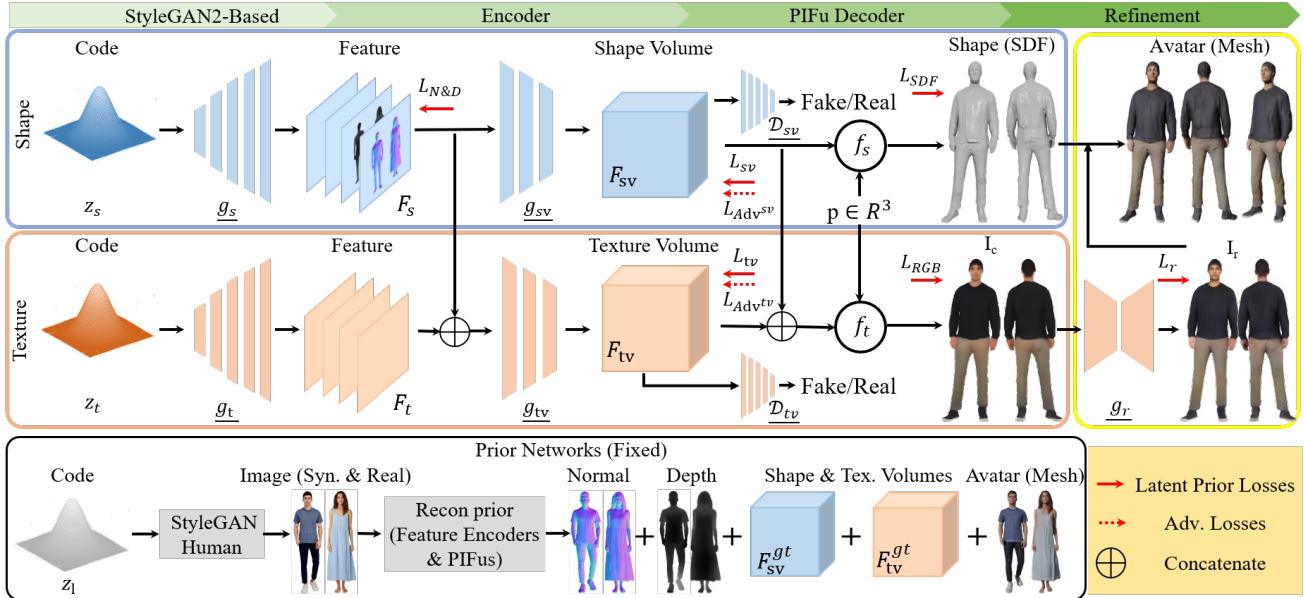 StyleGAN2-Based
Encoder
PIFu Decoder
Refinement
Shape
Code
z_s
g_s
Feature
F_s
L_{N&D}
g_{sv}
Shape Volume
F_{sv}
D_{sv}
Fake/Real
L_{sv}
L_{Adv^{sv}}
f_s
p ∈ R^3
Shape (SDF)
L_{SDF}
Avatar (Mesh)
Texture
Code
z_t
g_t
Feature
F_t
g_{tv}
Texture Volume
F_{tv}
L_{tv}
L_{Adv^{tv}}
D_{tv}
Fake/Real
f_t
L_{RGB}
I_c
g_r
L_r
I_r
Prior Networks (Fixed)
Code
z_l
StyleGAN
Human
Image (Syn. & Real)
Recon prior
(Feature Encoders
& PIFus)
Normal
+
Depth
+
Shape & Tex. Volumes
F_{sv}^{gt}
+
F_{tv}^{gt}
+
Avatar (Mesh)
Latent Prior Losses
Adv. Losses
Concatenate